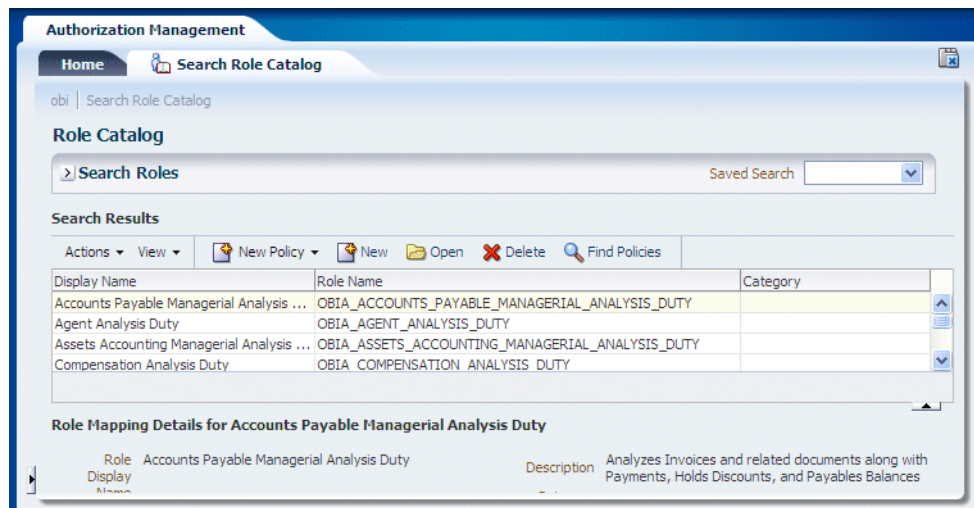 Authorization Management
Home Search Role Catalog
obi Search Role Catalog
Role Catalog
Search Roles Saved Search
Search Results
Actions View New Policy New Open Delete Find Policies
Display Name Role Name Category
Accounts Payable Managerial Analysis ... OBIA_ACCOUNTS_PAYABLE_MANAGERIAL_ANALYSIS_DUTY
Agent Analysis Duty OBIA_AGENT_ANALYSIS_DUTY
Assets Accounting Managerial Analysis ... OBIA_ASSETS_ACCOUNTING_MANAGERIAL_ANALYSIS_DUTY
Compensation Analysis Duty OBIA_COMPENSATION_ANALYSIS_DUTY
Role Mapping Details for Accounts Payable Managerial Analysis Duty
Role Display Name Accounts Payable Managerial Analysis Duty
Description Analyzes Invoices and related documents along with
Payments, Holds Discounts, and Payables Balances